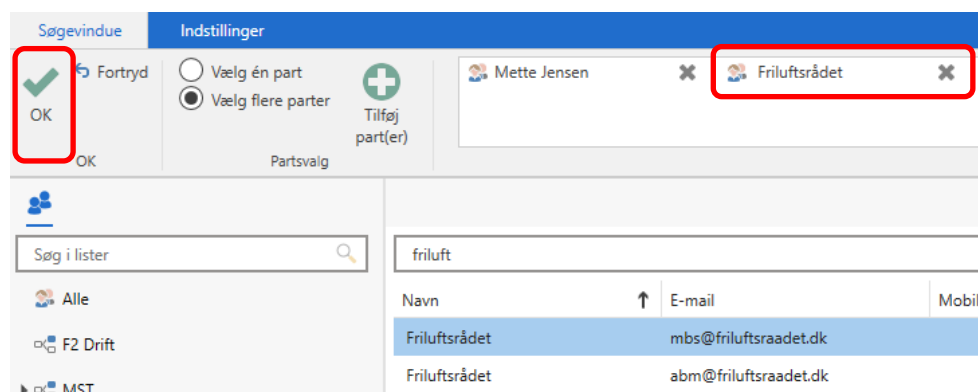 Søgevindue Indstillinger
Fortryd Vælg én part Mette Jensen Friluftsrådet
Vælg flere parter
OK Tilføj part(er)
OK Partsvalg
Søg i lister friluft
Alle Navn E-mail Mobil
F2 Drift Friluftsrådet mbs@friluftsraadet.dk
MST Friluftsrådet abm@friluftsraadet.dk